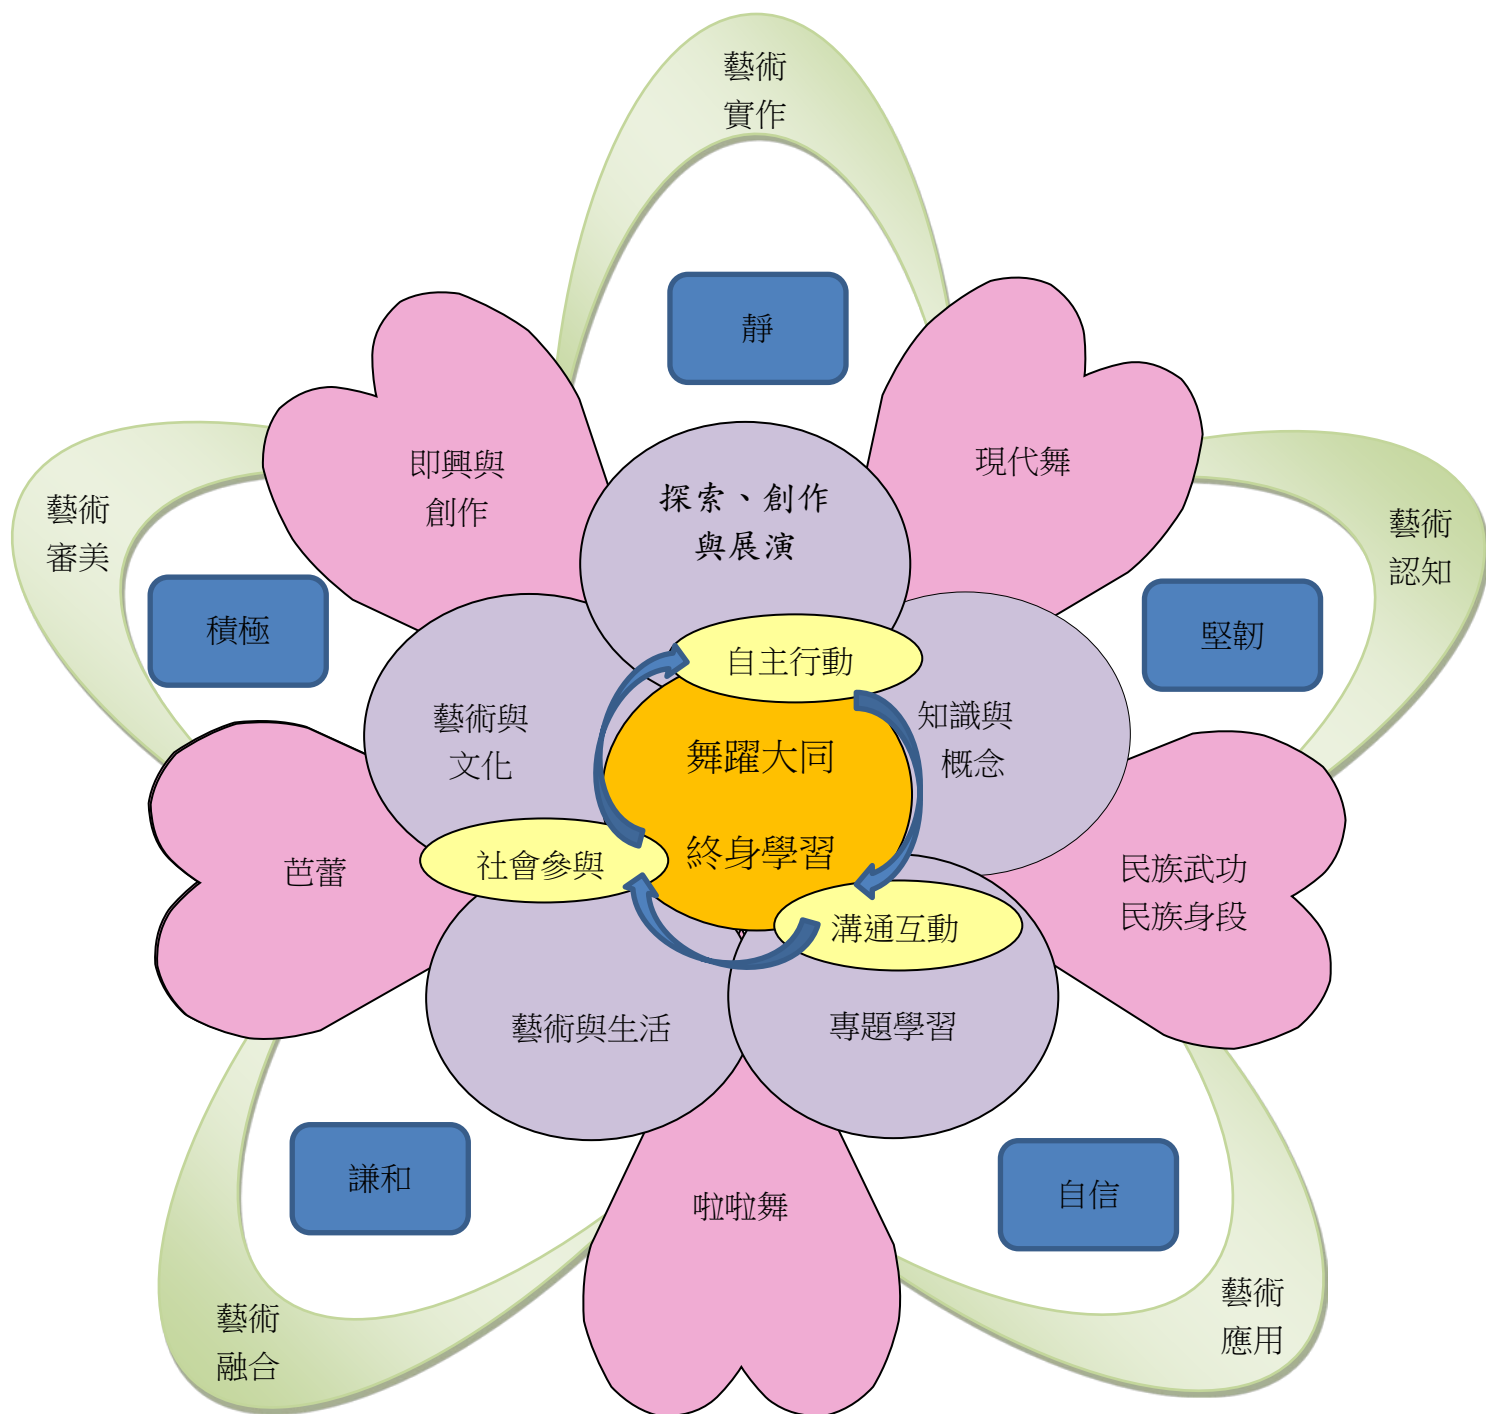 藝術
實作
靜
即興與
創作
現代舞
探索、創作
與展演
藝術
審美
藝術
認知
積極
堅韌
自主行動
藝術與
文化
知識與
概念
舞躍大同
終身學習
社會參與
溝通互動
芭蕾
民族武功
民族身段
藝術與生活
專題學習
謙和
自信
啦啦舞
藝術
融合
藝術
應用